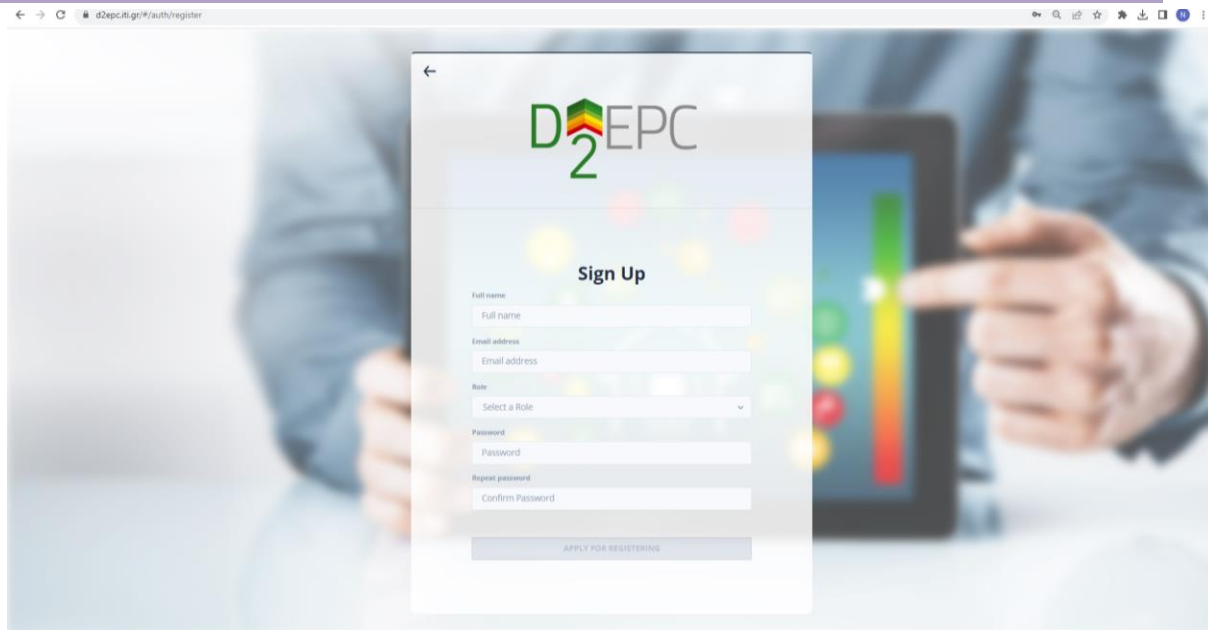 d2epc.iti.gr/#/auth/register
N
D2EPC
Sign Up
Full name
Full name
Email address
Email address
Role
Select a Role
Password
Password
Repeat password
Confirm Password
APPLY FOR REGISTERING